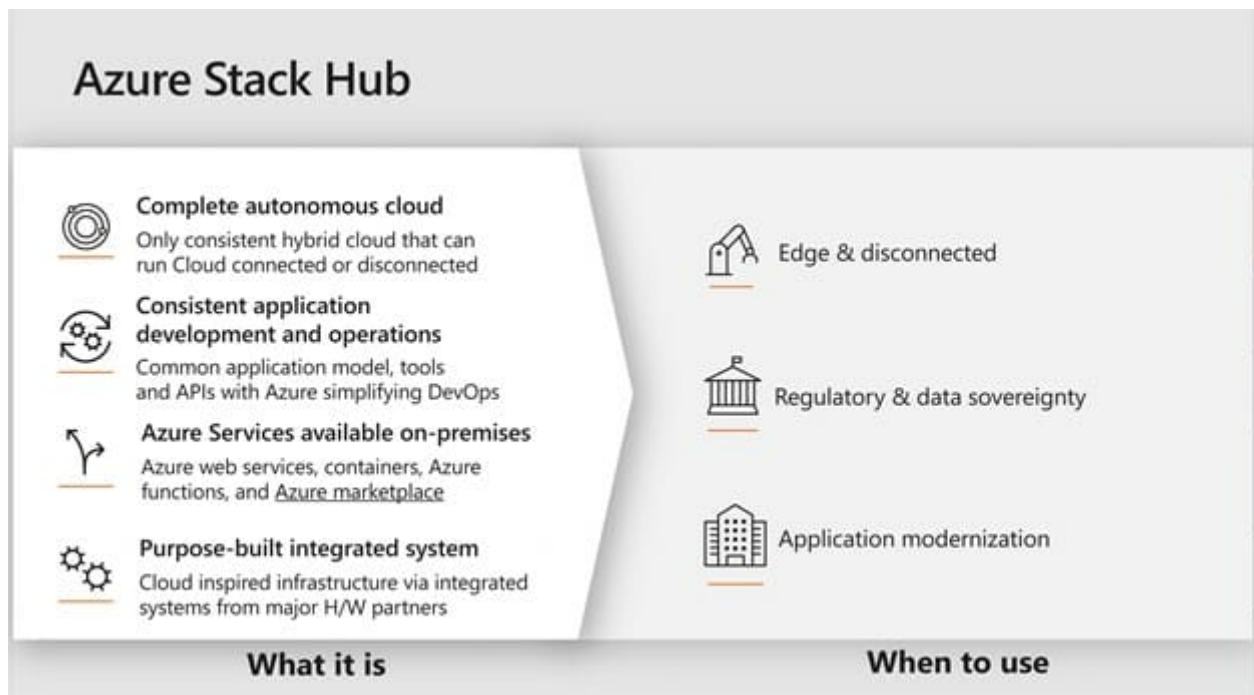 Azure Stack Hub
Complete autonomous cloud
Only consistent hybrid cloud that can
run Cloud connected or disconnected
Consistent application
development and operations
Common application model, tools
and APIs with Azure simplifying DevOps
Azure Services available on-premises
Azure web services, containers, Azure
functions, and Azure marketplace
Purpose-built integrated system
Cloud inspired infrastructure via integrated
systems from major H/W partners
What it is
Edge & disconnected
Regulatory & data sovereignty
Application modernization
When to use